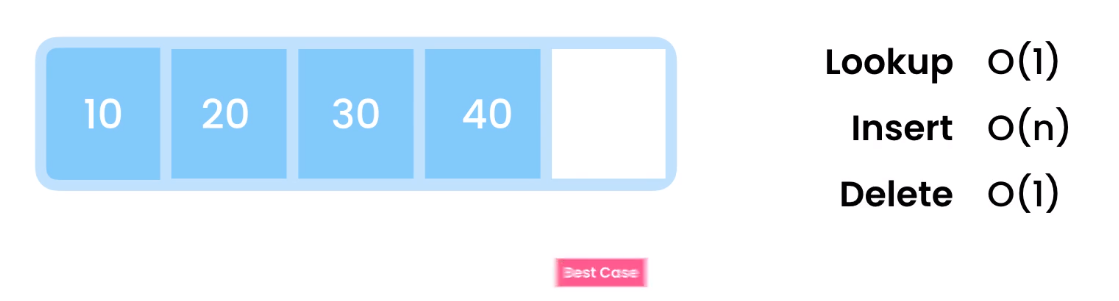 10 20 30 40
Lookup O(1)
Insert O(n)
Delete O(1)
Best Case